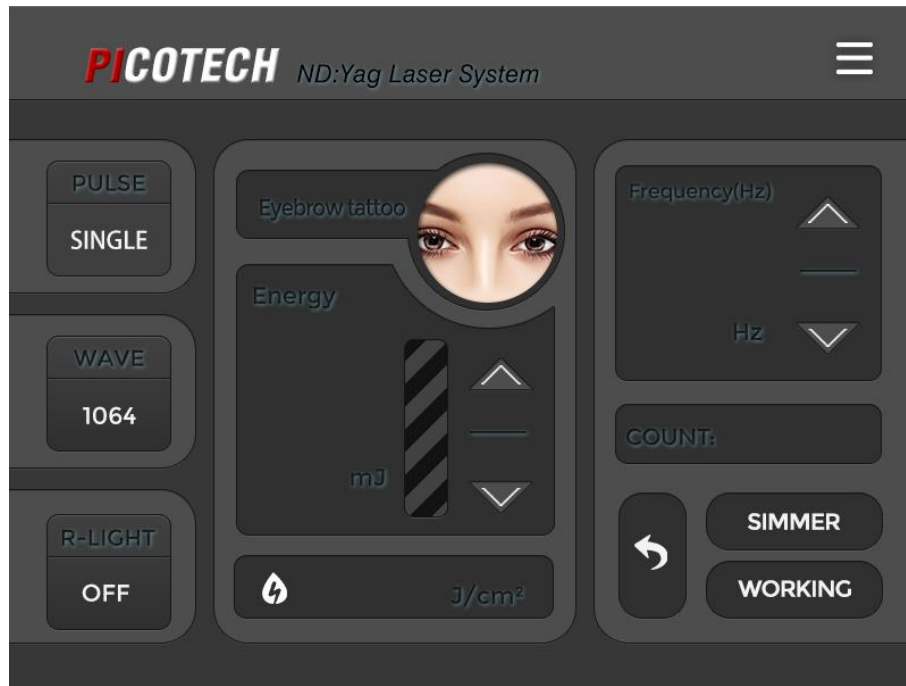 PICOTECH ND:Yag Laser System
PULSE
SINGLE
WAVE
1064
R-LIGHT
OFF
Eyebrow tattoo
Energy
mJ
J/cm²
Frequency(Hz)
Hz
COUNT:
SIMMER
WORKING